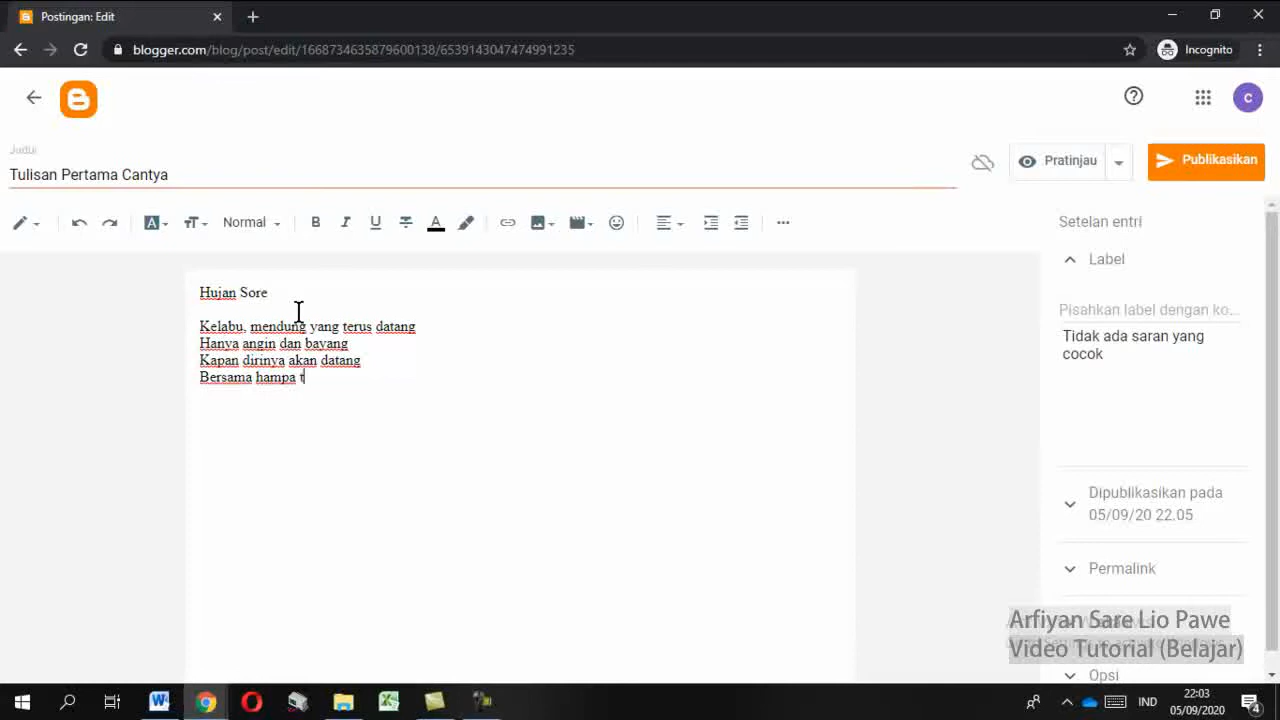 Postingan: Edit
blogger.com/blog/post/edit/1668734635879600138/6539143047474991235
Incognito
C
Judul
Tulisan Pertama Cantya
Pratinjau
Publikasikan
Normal
Setelan entri
Label
Pisahkan label dengan ko...
Tidak ada saran yang
cocok
Hujan Sore
Kelabu, mendung yang terus datang
Hanya angin dan bayang
Kapan dirinya akan datang
Bersama hampa t
Dipublikasikan pada
05/09/20 22.05
Permalink
Arfiyan Sare Lio Pawe
Video Tutorial (Belajar)
Opsi
IND
22:03
05/09/2020
4